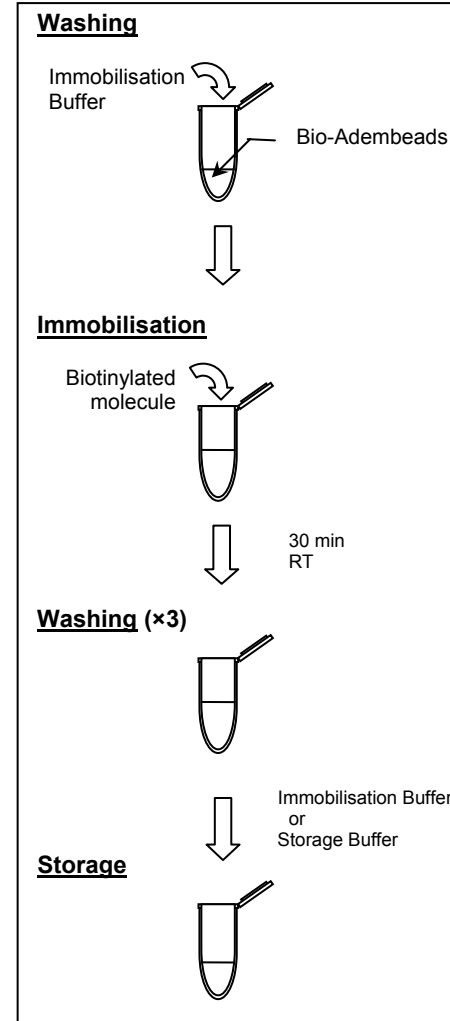 Washing
Immobilisation
Buffer
Bio-Adembeads
Immobilisation
Biotinylated
molecule
30 min
RT
Washing (×3)
Immobilisation Buffer
or
Storage Buffer
Storage